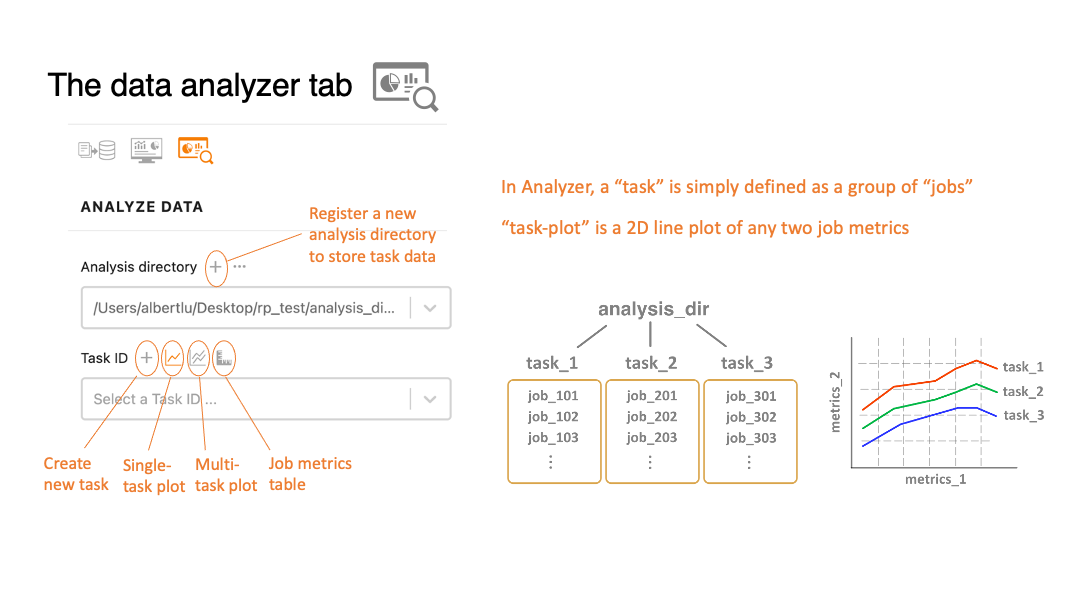 The data analyzer tab
ANALYZE DATA
Register a new
analysis directory
to store task data
Analysis directory
/Users/albertlu/Desktop/rp_test/analysis_di...
Task ID
Select a Task ID ...
Create
new task
Single-
task plot
Multi-
task plot
Job metrics
table
In Analyzer, a “task” is simply defined as a group of “jobs”
“task-plot” is a 2D line plot of any two job metrics
analysis_dir
task_1
task_2
task_3
job_101
job_102
job_103
⋮
job_201
job_202
job_203
⋮
job_301
job_302
job_303
⋮
metrics_2
task_1
task_2
task_3
metrics_1